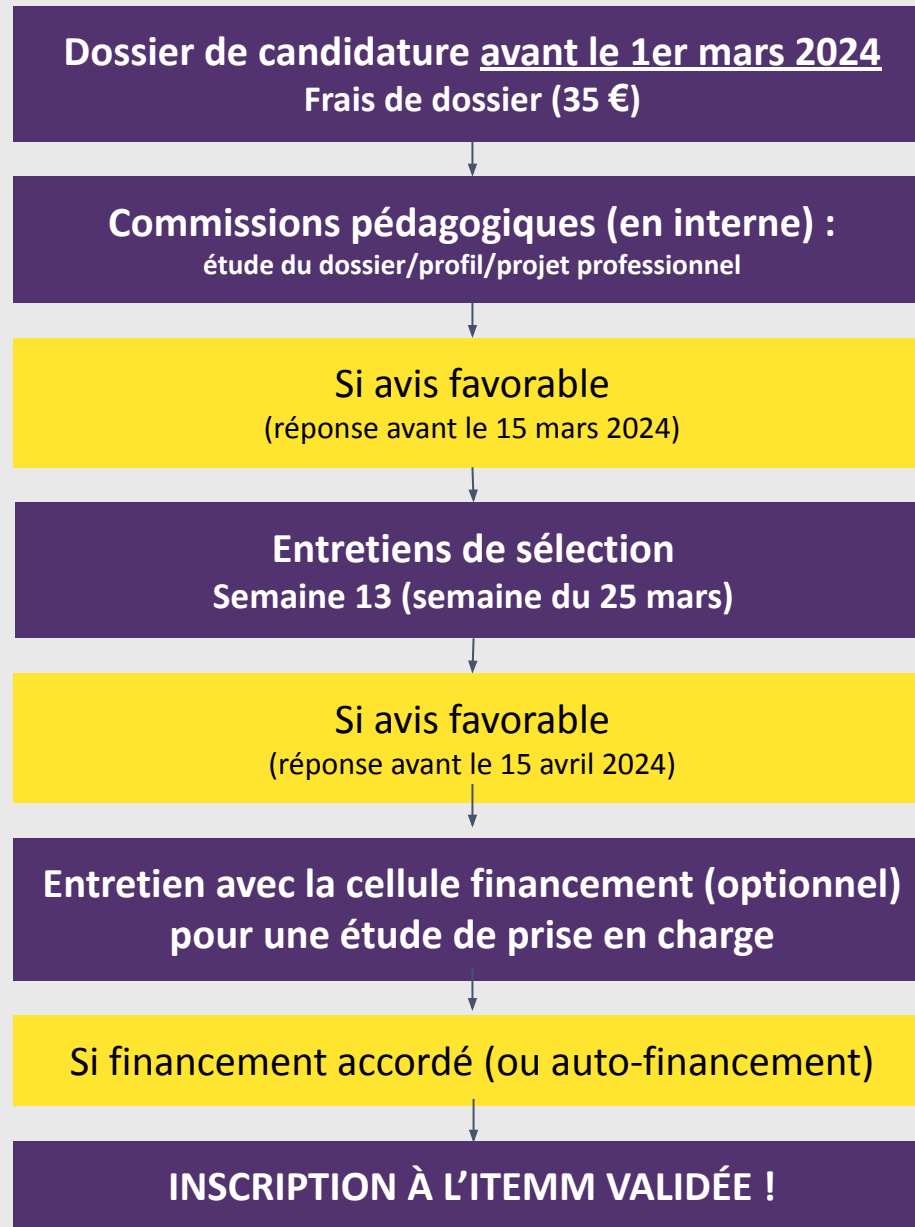 Dossier de candidature avant le 1er mars 2024
Frais de dossier (35 €)
Commissions pédagogiques (en interne) :
étude du dossier/profil/projet professionnel
Si avis favorable
(réponse avant le 15 mars 2024)
Entretiens de sélection
Semaine 13 (semaine du 25 mars)
Si avis favorable
(réponse avant le 15 avril 2024)
Entretien avec la cellule financement (optionnel)
pour une étude de prise en charge
Si financement accordé (ou auto-financement)
INSCRIPTION À L’ITEMM VALIDÉE !